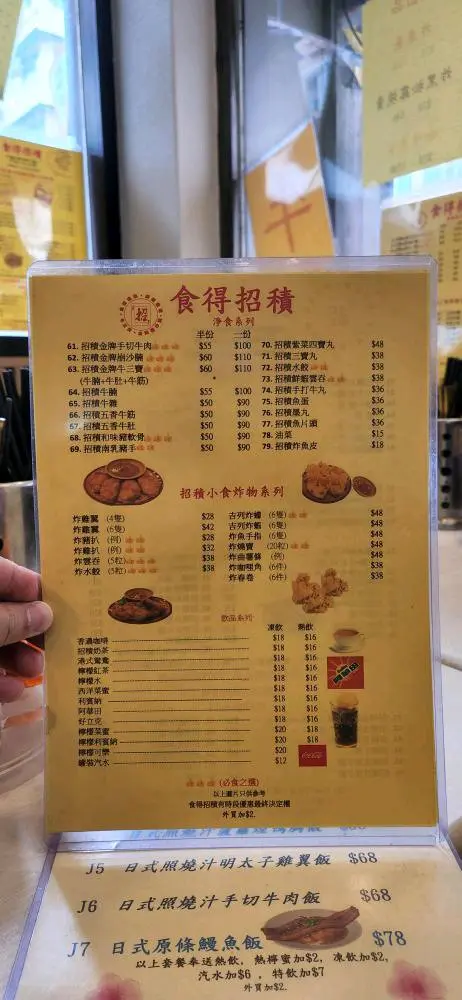 食得招積
淨食系列
半份 一份
61. 招積金牌手切牛肉 $55 $100
62. 招積金牌崩沙腩 $60 $110
63. 招積金牌牛三寶 $60 $110
(牛腩+牛肚+牛筋)
64. 招積牛腩 $55 $100
65. 招積牛雜 $50 $90
66. 招積五香牛筋 $50 $90
67. 招積五香牛肚 $50 $90
68. 招積和味豬軟骨 $50 $90
69. 招積南乳豬手 $50 $90
70. 招積蜜菜四寶丸 $48
71. 招積三寶丸 $38
72. 招積水餃 $38
73. 招積鮮蝦雲吞 $38
74. 招積手打牛丸 $36
75. 招積魚蛋 $36
76. 招積墨丸 $36
77. 招積魚片頭 $36
78. 油菜 $15
79. 招積炸魚皮 $18
招積小食炸物系列
炸雞翼 (4隻) $28
炸雞翼 (6隻) $42
炸豬扒 (例) $28
炸雞扒 (例) $32
炸雲吞 (5粒) $38
炸水餃 (5粒) $38
吉列炸蠔 (6隻) $48
吉列炸蝦 (6隻) $48
炸魚手指 (6隻) $48
炸燒賣 (20粒) $48
炸薯條 (例) $48
炸咖喱角 (6件) $38
炸春卷 (6件) $38
飲品系列
凍飲 熱飲
香濃咖啡 $18 $16
招積奶茶 $18 $16
港式鴛鴦 $18 $16
檸檬紅茶 $18 $16
檸檬水 $18 $16
西洋菜蜜 $18 $16
利賓納 $18 $16
阿華田 $18 $16
好立克 $18 $16
檸檬菜蜜 $20 $18
檸檬利賓納 $20 $18
檸檬可樂 $20
罐裝汽水 $12
(必食之選)
以上圖片只供參考
食得招積有時段優惠最終決定權
外買加$2.
J5 日式照燒汁明太子雞翼飯 $68
J6 日式照燒汁手切牛肉飯 $68
J7 日式原條鰻魚飯 $78
以上套餐奉送熱飲, 熱檸蜜加$2, 凍飲加$2,
汽水加$6 , 特飲加$7
外買加$2.